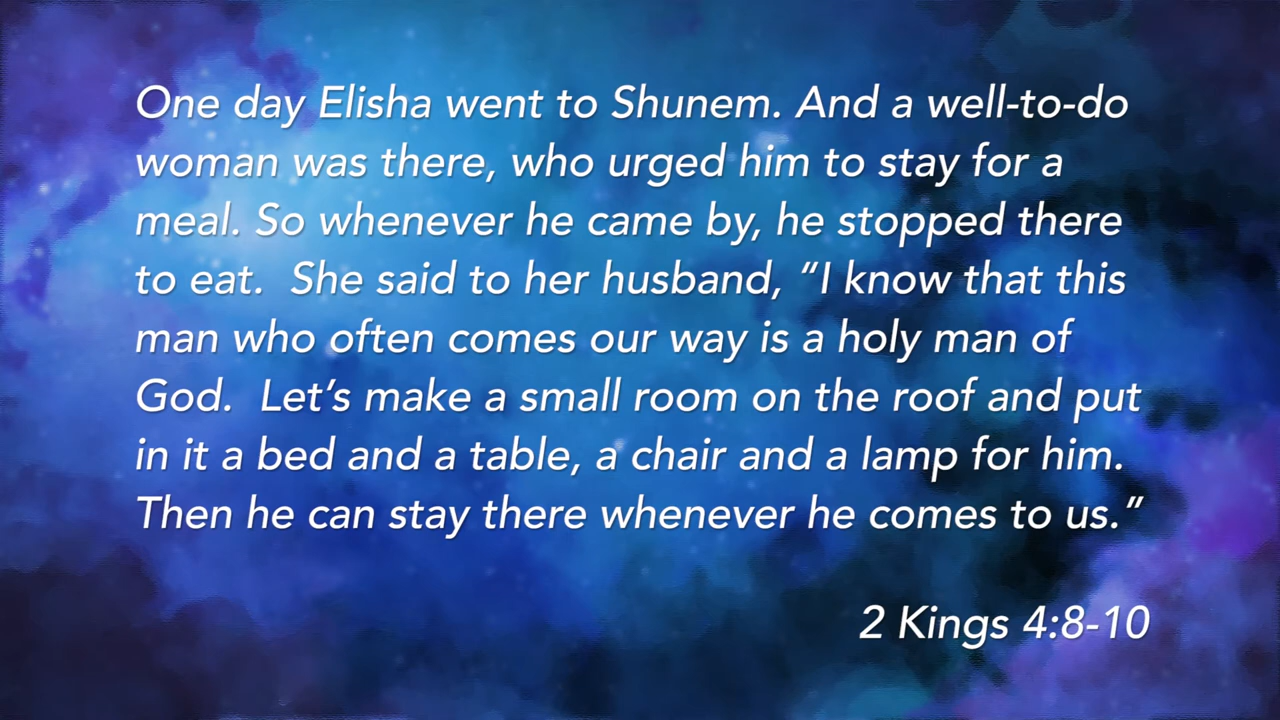 One day Elisha went to Shunem. And a well-to-do
woman was there, who urged him to stay for a
meal. So whenever he came by, he stopped there
to eat.  She said to her husband, “I know that this
man who often comes our way is a holy man of
God.  Let’s make a small room on the roof and put
in it a bed and a table, a chair and a lamp for him.
Then he can stay there whenever he comes to us.”
2 Kings 4:8-10